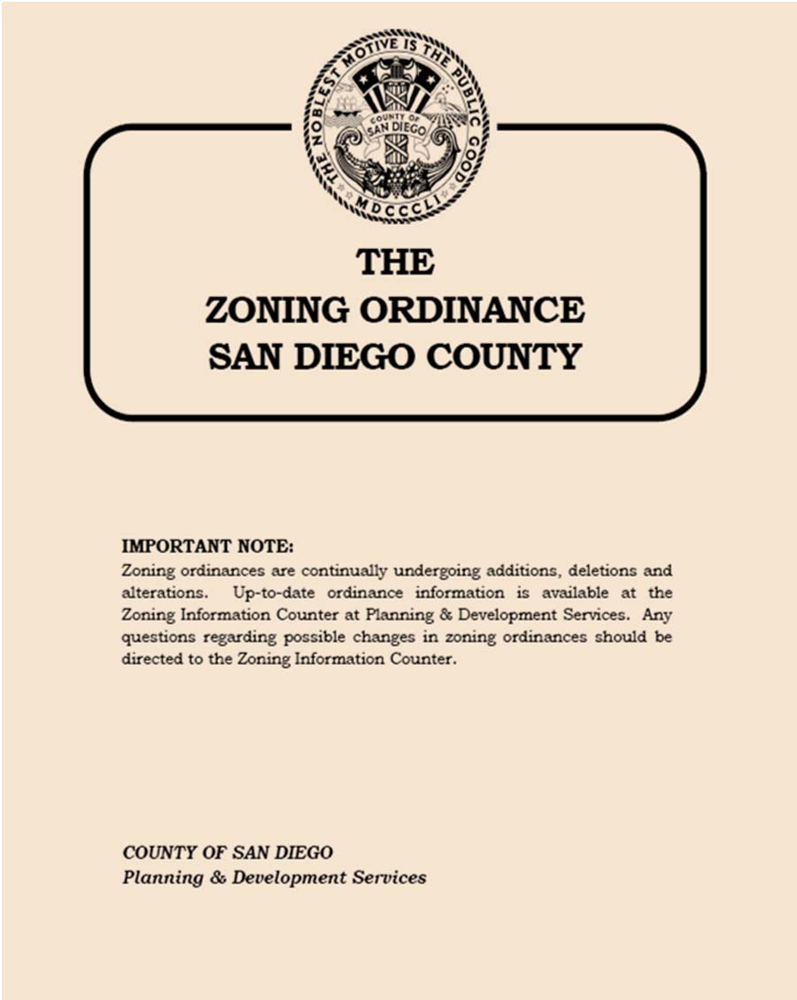 THE NOBLEST MOTIVE IS THE PUBLIC GOOD
COUNTY OF
SAN DIEGO
MDCCCLI
THE
ZONING ORDINANCE
SAN DIEGO COUNTY
IMPORTANT NOTE:
Zoning ordinances are continually undergoing additions, deletions and
alterations. Up-to-date ordinance information is available at the
Zoning Information Counter at Planning & Development Services. Any
questions regarding possible changes in zoning ordinances should be
directed to the Zoning Information Counter.
COUNTY OF SAN DIEGO
Planning & Development Services